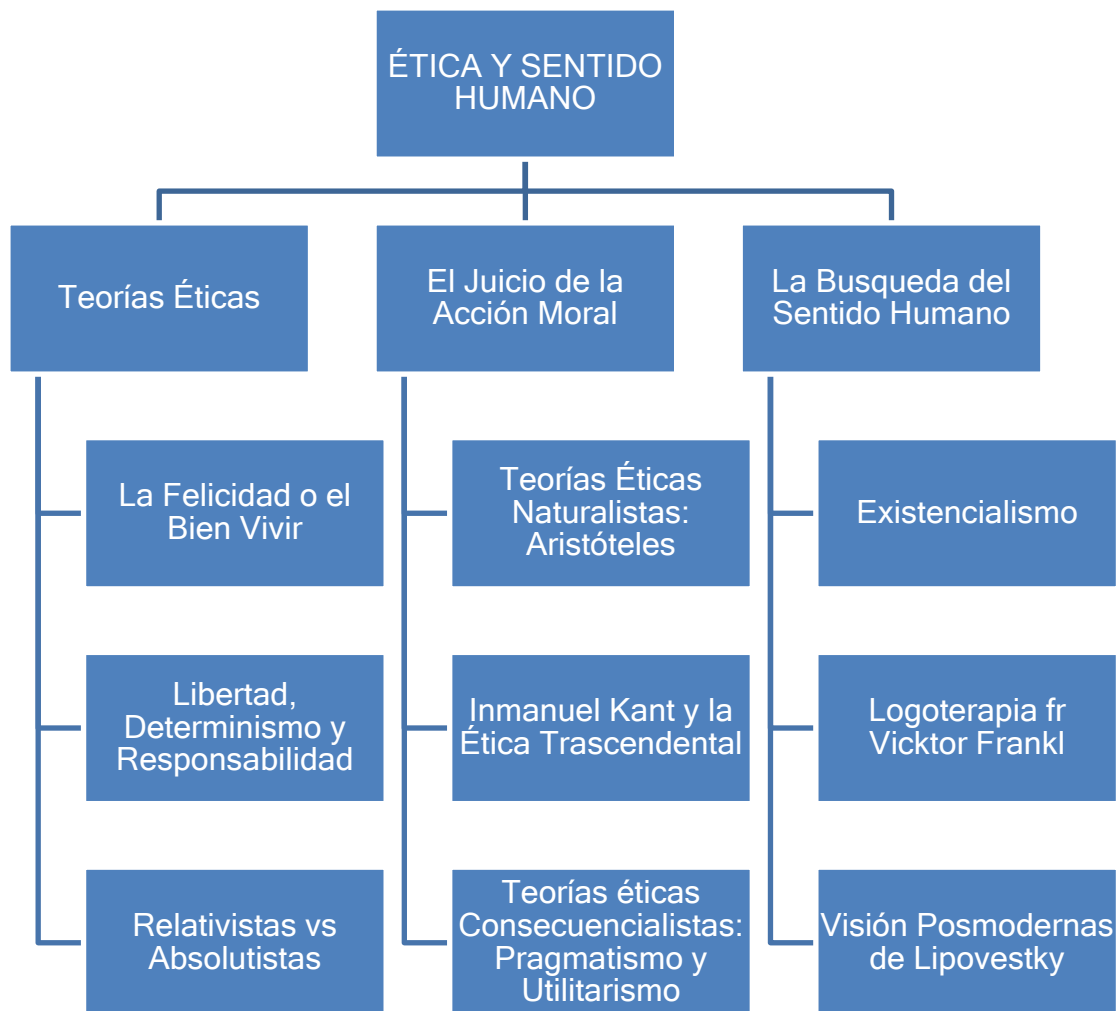 ÉTICA Y SENTIDO
HUMANO
Teorías Éticas
La Felicidad o el
Bien Vivir
Libertad,
Determinismo y
Responsabilidad
Relativistas vs
Absolutistas
El Juicio de la
Acción Moral
Teorías Éticas
Naturalistas:
Aristóteles
Inmanuel Kant y la
Ética Trascendental
Teorías éticas
Consecuencialistas:
Pragmatismo y
Utilitarismo
La Busqueda del
Sentido Humano
Existencialismo
Logoterapia fr
Vicktor Frankl
Visión Posmodernas
de Lipovestky